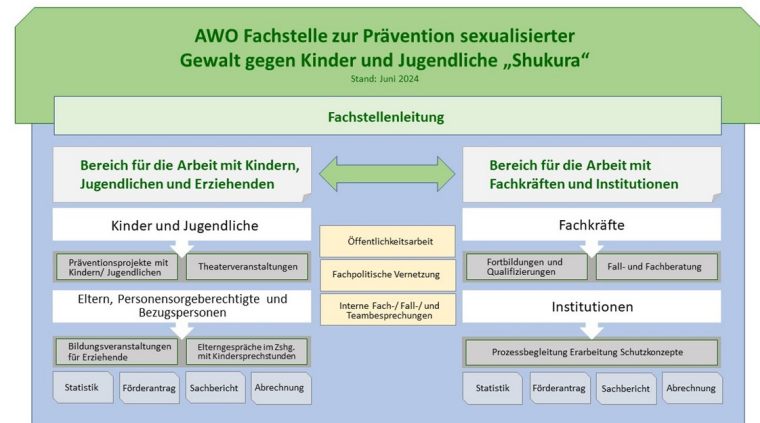 AWO Fachstelle zur Prävention sexualisierter
Gewalt gegen Kinder und Jugendliche „Shukura“
Stand: Juni 2024
Fachstellenleitung
Bereich für die Arbeit mit Kindern,
Jugendlichen und Erziehenden
Kinder und Jugendliche
Präventionsprojekte mit
Kindern/ Jugendlichen
Theaterveranstaltungen
Eltern, Personensorgeberechtigte und
Bezugspersonen
Bildungsveranstaltungen
für Erziehende
Elterngespräche im Zshg.
mit Kindersprechstunden
Statistik
Förderantrag
Sachbericht
Abrechnung
Öffentlichkeitsarbeit
Fachpolitische Vernetzung
Interne Fach-/ Fall-/ und
Teambesprechungen
Bereich für die Arbeit mit
Fachkräften und Institutionen
Fachkräfte
Fortbildungen und
Qualifizierungen
Fall- und Fachberatung
Institutionen
Prozessbegleitung Erarbeitung Schutzkonzepte
Statistik
Förderantrag
Sachbericht
Abrechnung